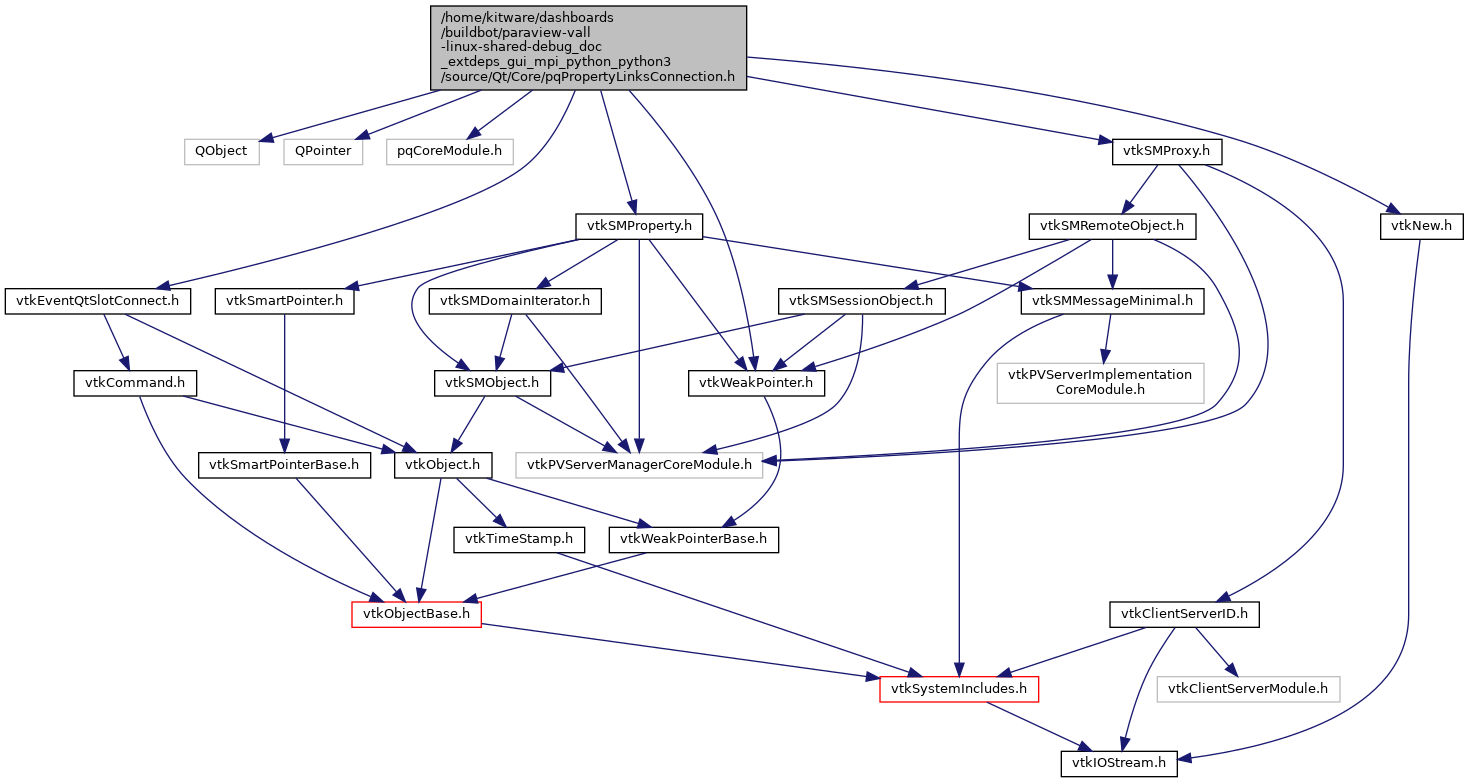 /home/kitware/dashboards
/buildbot/paraview-vall
-linux-shared-debug_doc
_extdeps_gui_mpi_python_python3
/source/Qt/Core/pqPropertyLinksConnection.h
QObject
QPointer
pqCoreModule.h
vtkSMProxy.h
vtkSMProperty.h
vtkSMRemoteObject.h
vtkNew.h
vtkEventQtSlotConnect.h
vtkSmartPointer.h
vtkSMDomainIterator.h
vtkSMSessionObject.h
vtkSMMessageMinimal.h
vtkCommand.h
vtkSMObject.h
vtkWeakPointer.h
vtkPVServerImplementation
CoreModule.h
vtkSmartPointerBase.h
vtkObject.h
vtkPVServerManagerCoreModule.h
vtkTimeStamp.h
vtkWeakPointerBase.h
vtkObjectBase.h
vtkClientServerID.h
vtkSystemIncludes.h
vtkClientServerModule.h
vtkIOStream.h